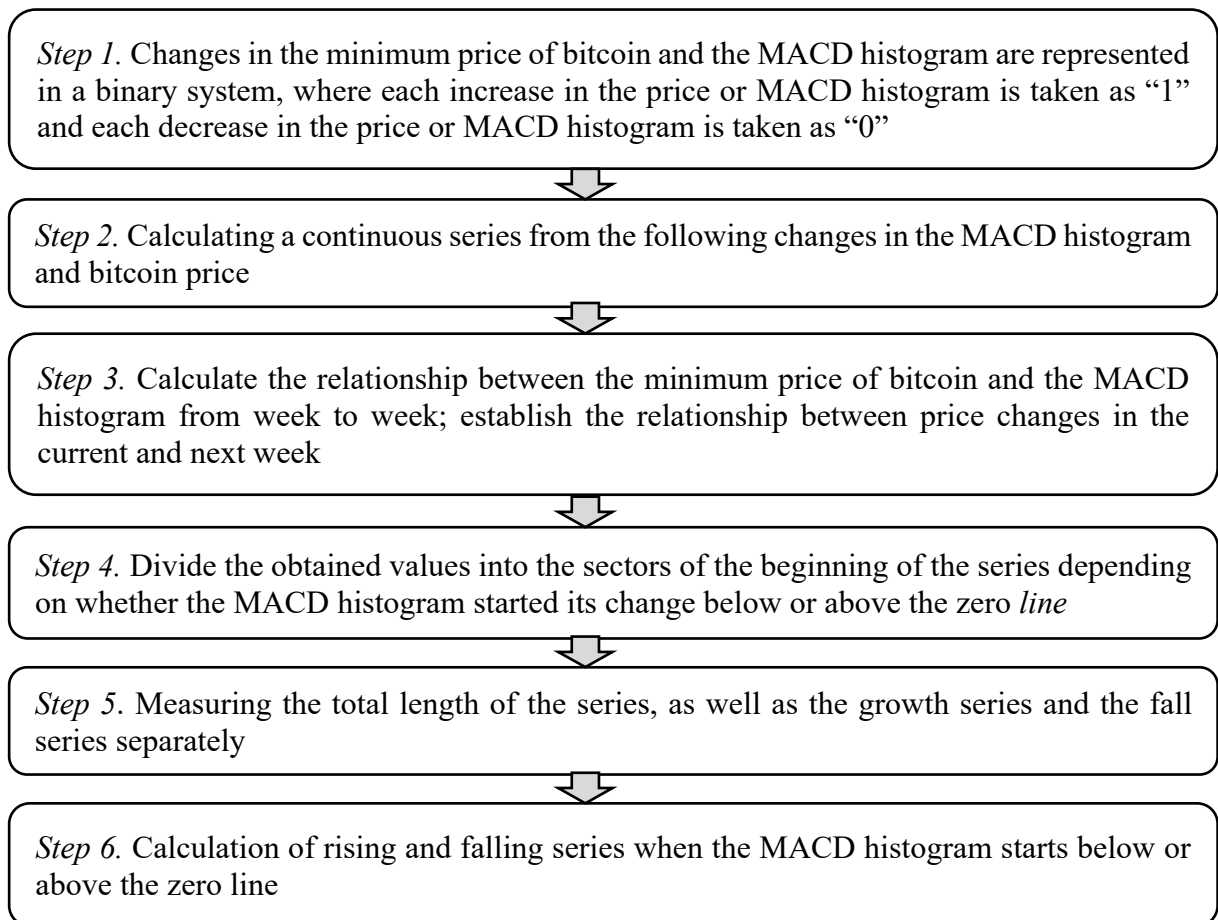 Step 1. Changes in the minimum price of bitcoin and the MACD histogram are represented
in a binary system, where each increase in the price or MACD histogram is taken as “1”
and each decrease in the price or MACD histogram is taken as “0”
Step 2. Calculating a continuous series from the following changes in the MACD histogram
and bitcoin price
Step 3. Calculate the relationship between the minimum price of bitcoin and the MACD
histogram from week to week; establish the relationship between price changes in the
current and next week
Step 4. Divide the obtained values into the sectors of the beginning of the series depending
on whether the MACD histogram started its change below or above the zero line
Step 5. Measuring the total length of the series, as well as the growth series and the fall
series separately
Step 6. Calculation of rising and falling series when the MACD histogram starts below or
above the zero line